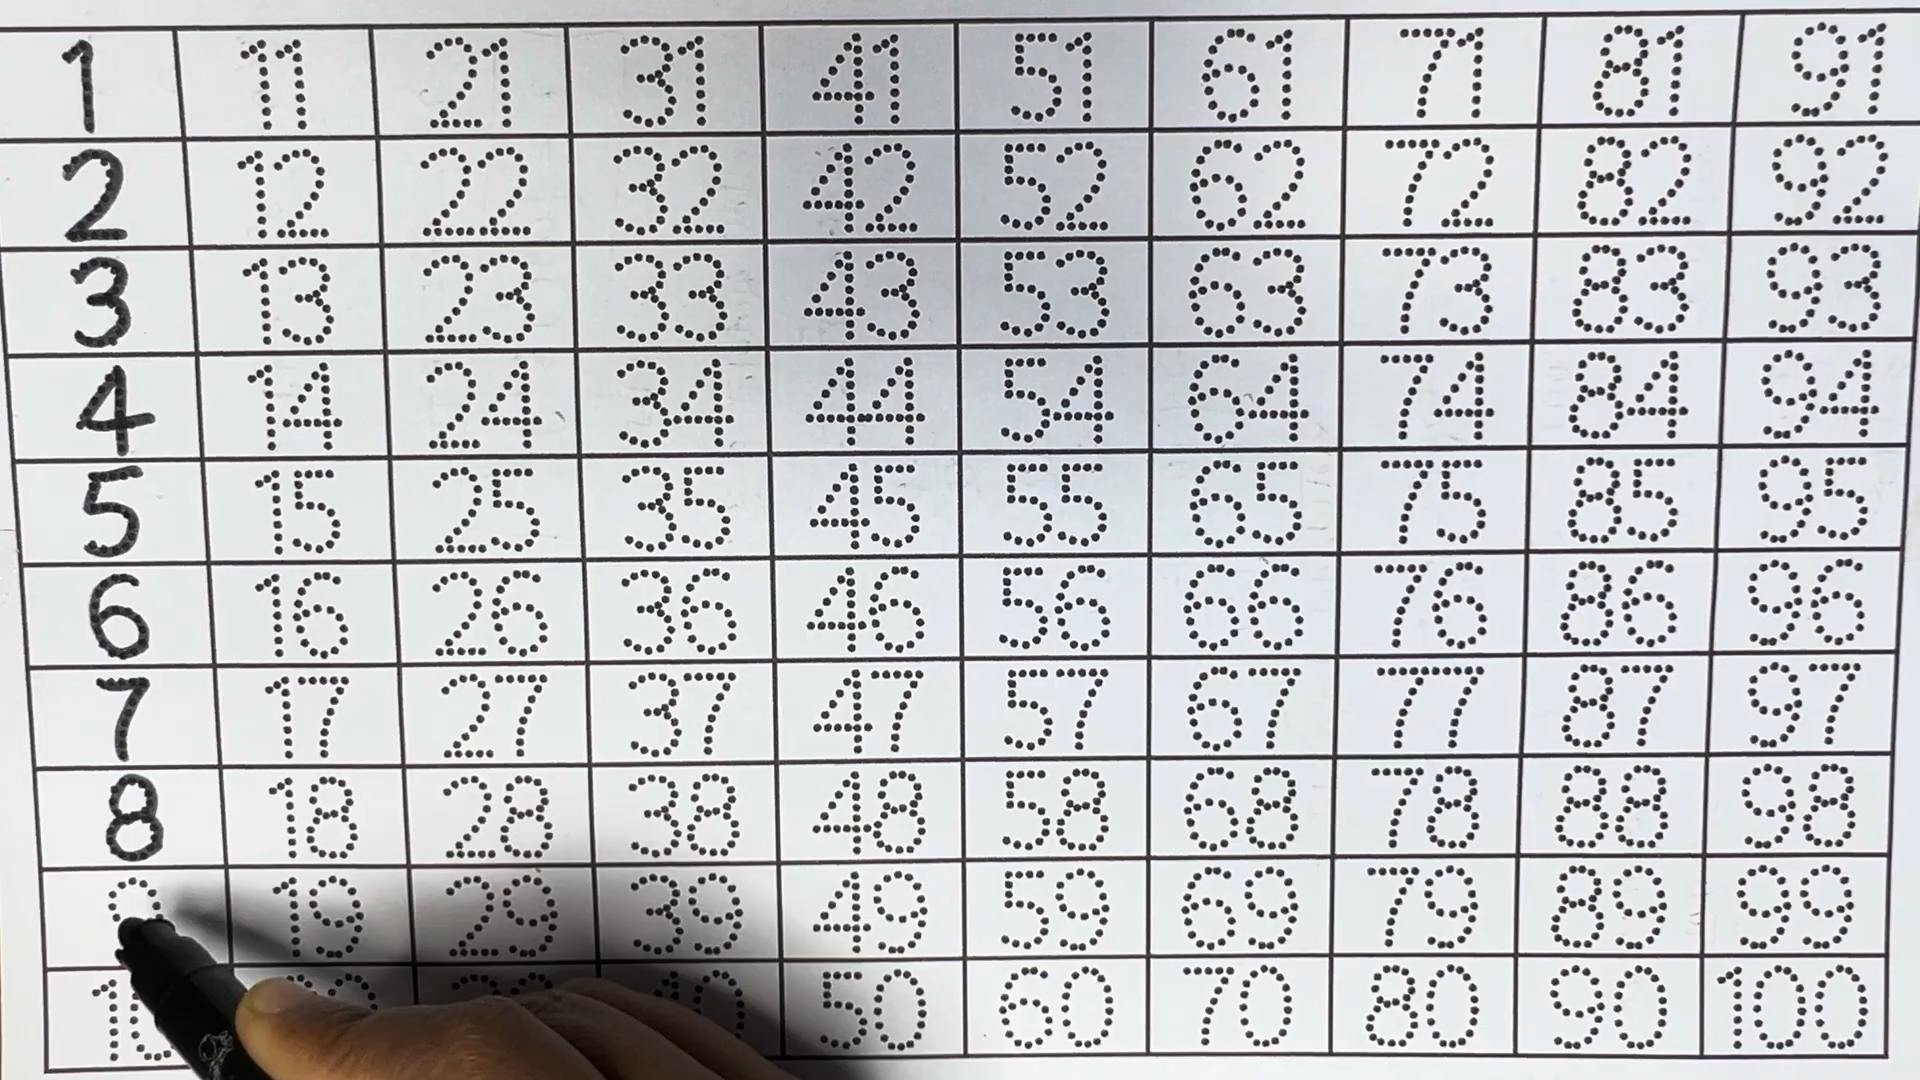 1 11 21 31 41 51 61 71 81 91
2 12 22 32 42 52 62 72 82 92
3 13 23 33 43 53 63 73 83 93
4 14 24 34 44 54 64 74 84 94
5 15 25 35 45 55 65 75 85 95
6 16 26 36 46 56 66 76 86 96
7 17 27 37 47 57 67 77 87 97
8 18 28 38 48 58 68 78 88 98
9 19 29 39 49 59 69 79 89 99
10 50 60 70 80 90 100